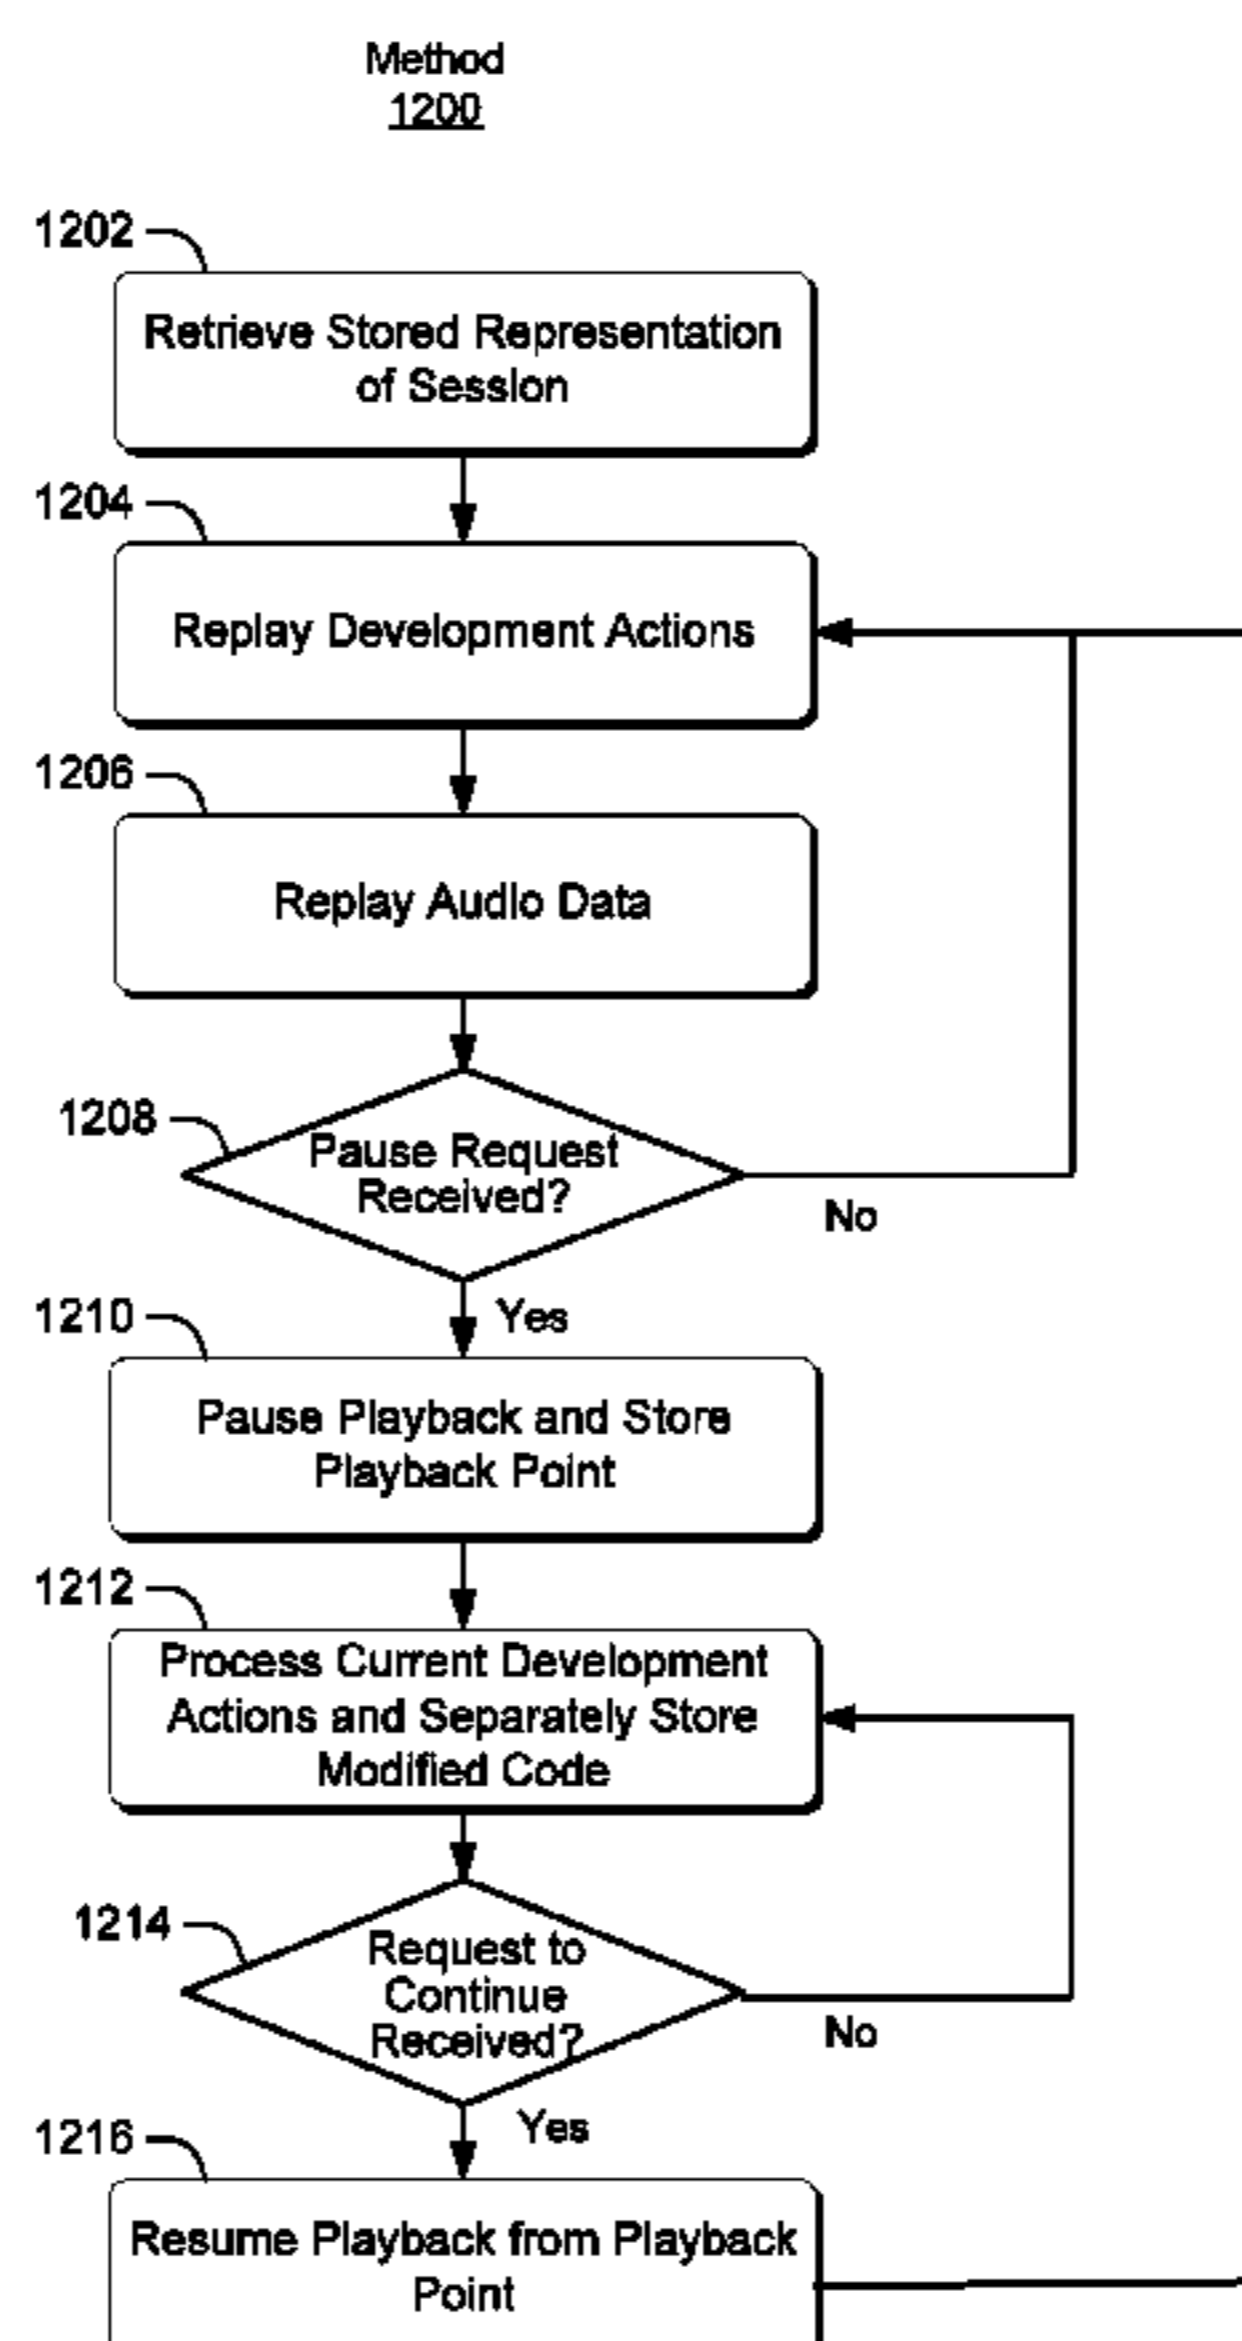 Method
1200
1202
Retrieve Stored Representation
of Session
1204
Replay Development Actions
1206
Replay Audio Data
1208
Pause Request
Received?
No
Yes
1210
Pause Playback and Store
Playback Point
1212
Process Current Development
Actions and Separately Store
Modified Code
1214
Request to
Continue
Received?
No
Yes
1216
Resume Playback from Playback
Point